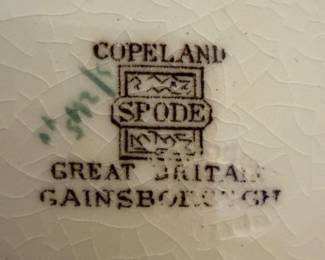 COPELAND
SPODE
GREAT BRITAIN
GAINSBOROUGH